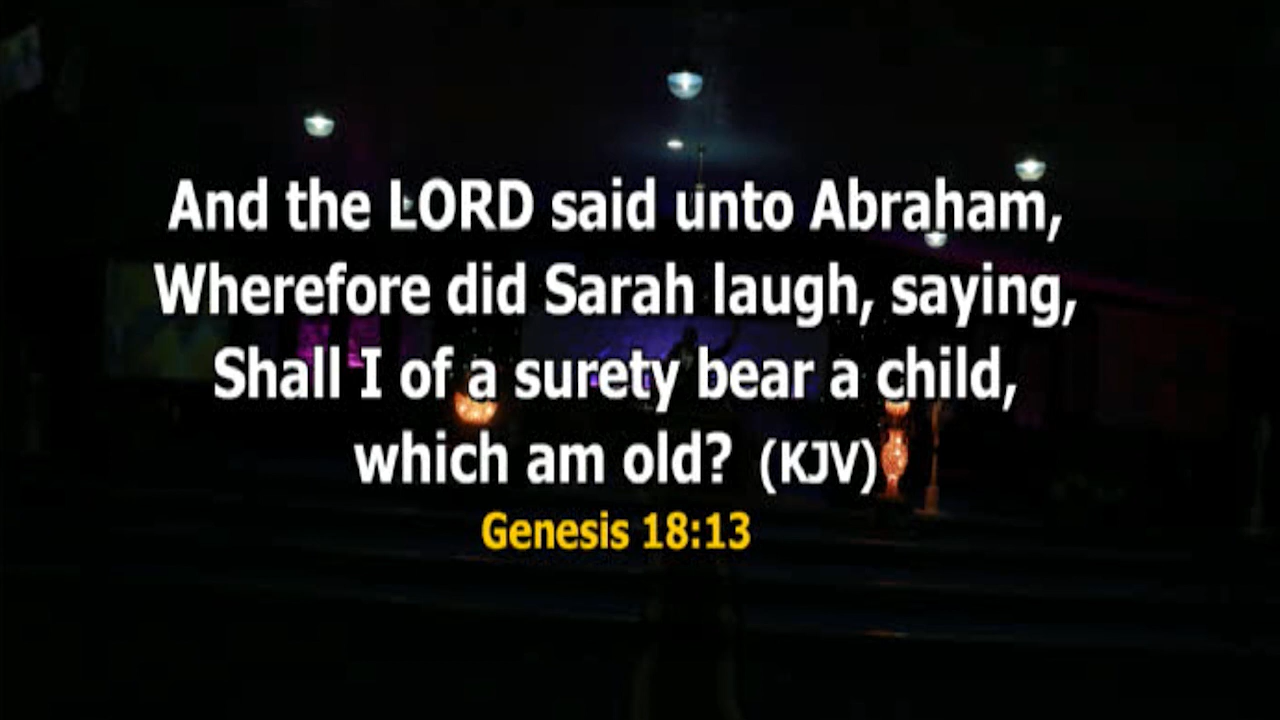 And the LORD said unto Abraham,
Wherefore did Sarah laugh, saying,
Shall I of a surety bear a child,
which am old? (KJV)
Genesis 18:13